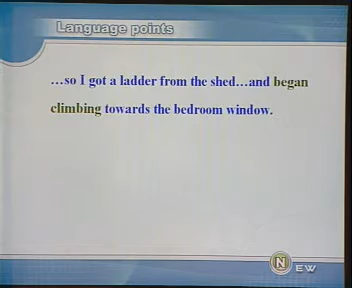 Language points
…so I got a ladder from the shed…and began
climbing towards the bedroom window.
N EW